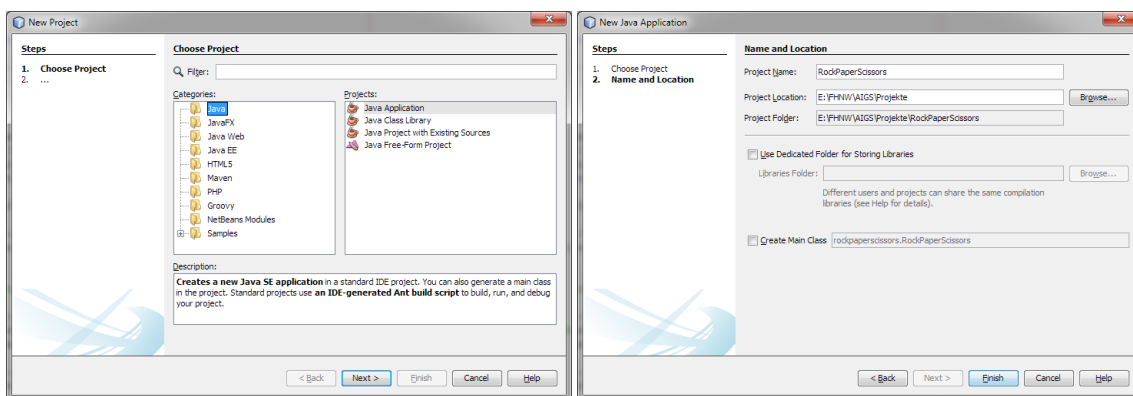 New Project
Steps
1. Choose Project
2. ...
Choose Project
Filter:
Categories:
Java
JavaFX
Java Web
Java EE
HTML5
Maven
PHP
Groovy
NetBeans Modules
Samples
Projects:
Java Application
Java Class Library
Java Project with Existing Sources
Java Free-Form Project
Description:
Creates a new Java SE application in a standard IDE project. You can also generate a main class
in the project. Standard projects use an IDE-generated Ant build script to build, run, and debug
your project.
< Back Next > Finish Cancel Help
New Java Application
Steps
1. Choose Project
2. Name and Location
Name and Location
Project Name: RockPaperScissors
Project Location: E:\FHNW\AIGS\Projekte Browse...
Project Folder: E:\FHNW\AIGS\Projekte\RockPaperScissors
Use Dedicated Folder for Storing Libraries
Libraries Folder: Browse...
Different users and projects can share the same compilation
libraries (see Help for details).
Create Main Class rockpaperscissors.RockPaperScissors
< Back Next > Finish Cancel Help